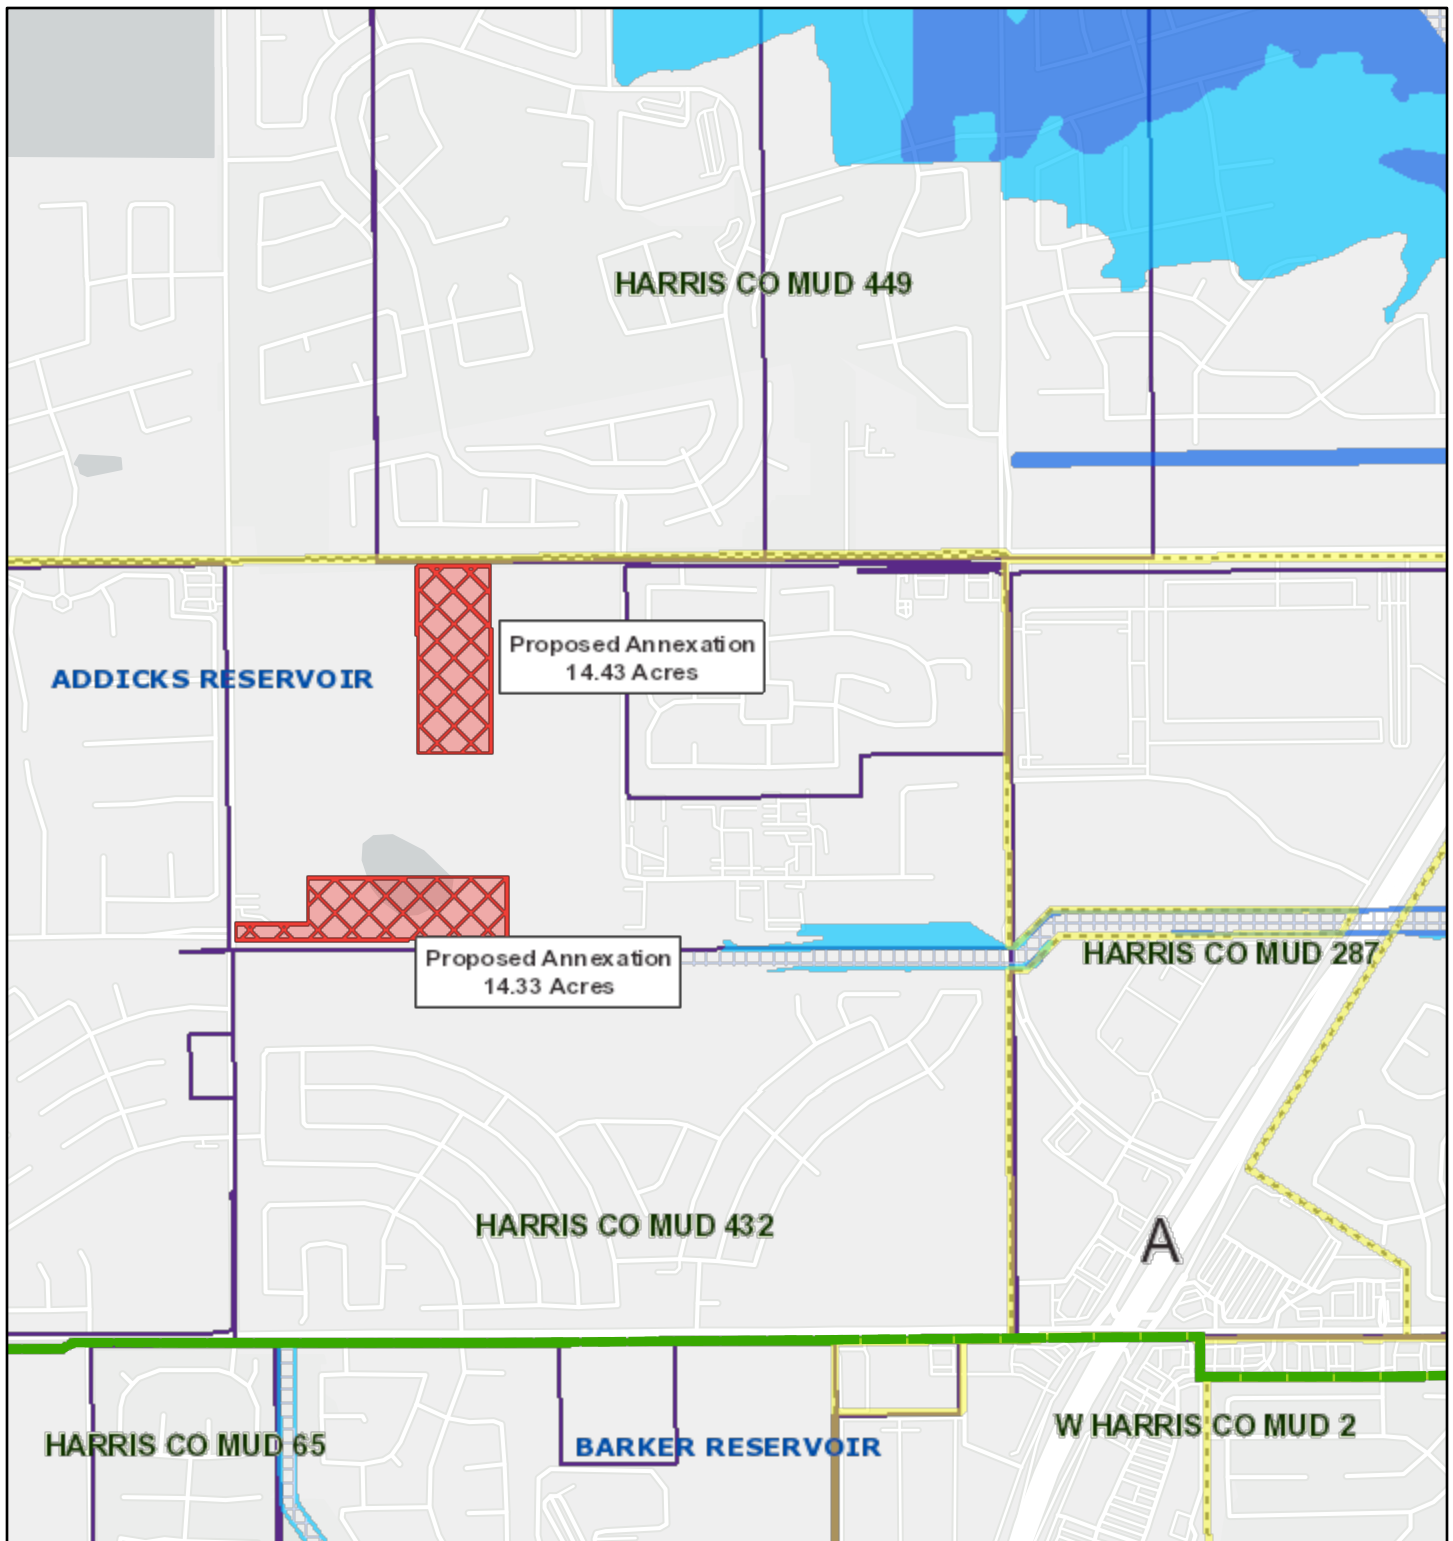 HARRIS CO MUD 449
Proposed Annexation
14.43 Acres
ADDICKS RESERVOIR
Proposed Annexation
14.33 Acres
HARRIS CO MUD 287
HARRIS CO MUD 432
A
HARRIS CO MUD 65
BARKER RESERVOIR
W HARRIS CO MUD 2